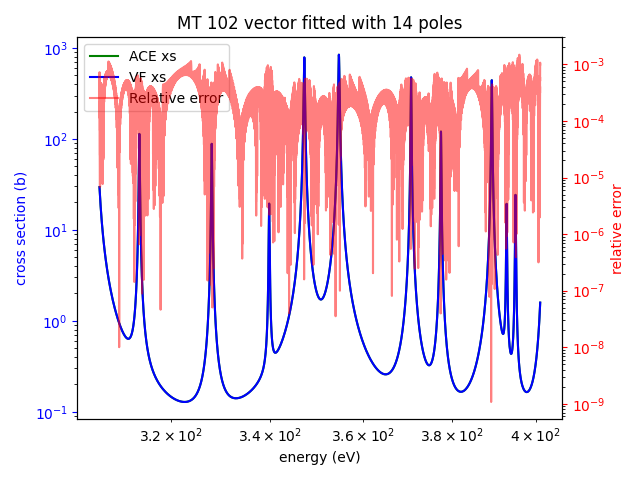 MT 102 vector fitted with 14 poles
ACE xs
VF xs
Relative error
10³
10²
10¹
10⁰
10⁻¹
cross section (b)
10⁻³
10⁻⁴
10⁻⁵
10⁻⁶
10⁻⁷
10⁻⁸
10⁻⁹
relative error
3.2 × 10² 3.4 × 10² 3.6 × 10² 3.8 × 10² 4 × 10²
energy (eV)